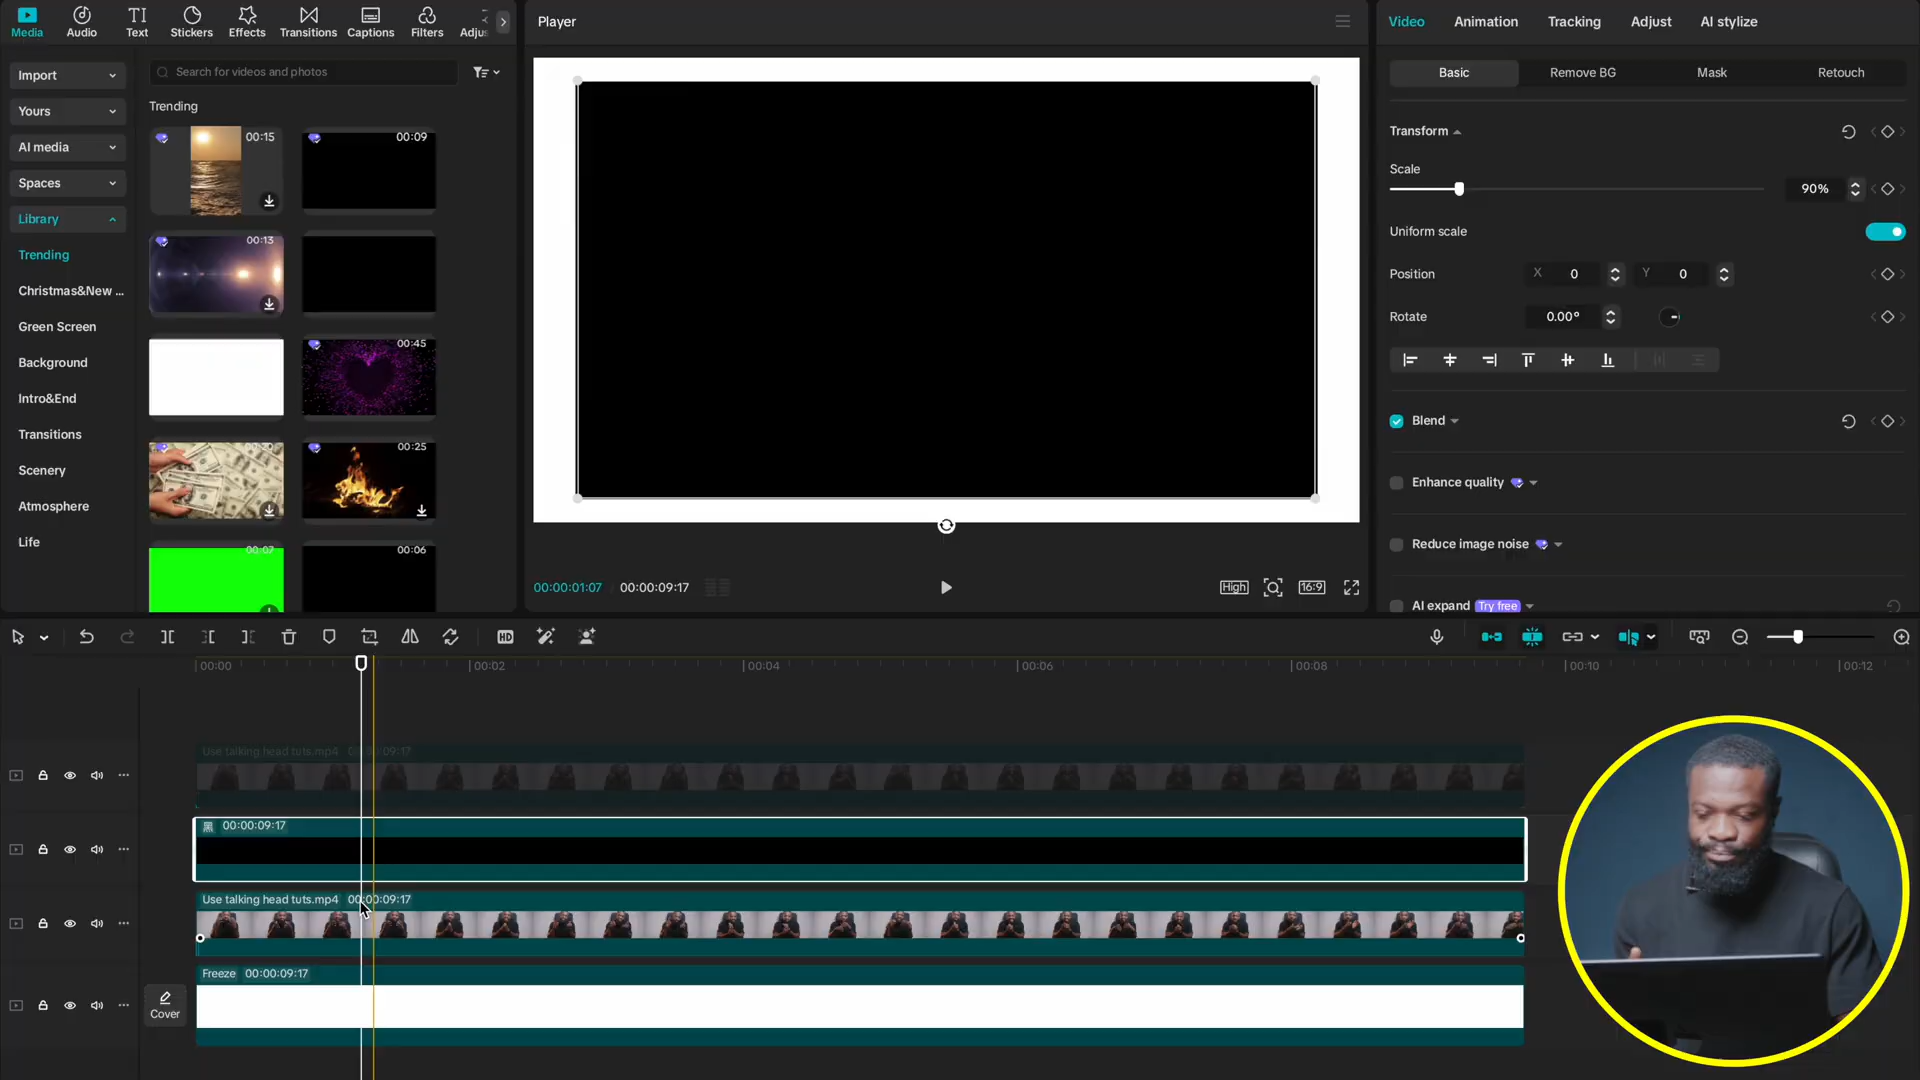 Media
Audio
Text
Stickers
Effects
Transitions
Captions
Filters
Adjus
Player
Video
Animation
Tracking
Adjust
AI stylize
Import
Yours
AI media
Spaces
Library
Trending
Christmas&New ...
Green Screen
Background
Intro&End
Transitions
Scenery
Atmosphere
Life
Search for videos and photos
Trending
00:15
00:09
00:13
00:45
00:25
00:07
00:06
00:00:01:07
00:00:09:17
High
16:9
Basic
Remove BG
Mask
Retouch
Transform
Scale
90%
Uniform scale
Position
X 0
Y 0
Rotate
0.00°
Blend
Enhance quality
Reduce image noise
AI expand Try free
HD
00:00
00:02
00:04
00:06
00:08
00:10
00:12
Use talking head tuts.mp4
09:17
黑 00:00:09:17
Use talking head tuts.mp4 00:00:09:17
Freeze 00:00:09:17
Cover